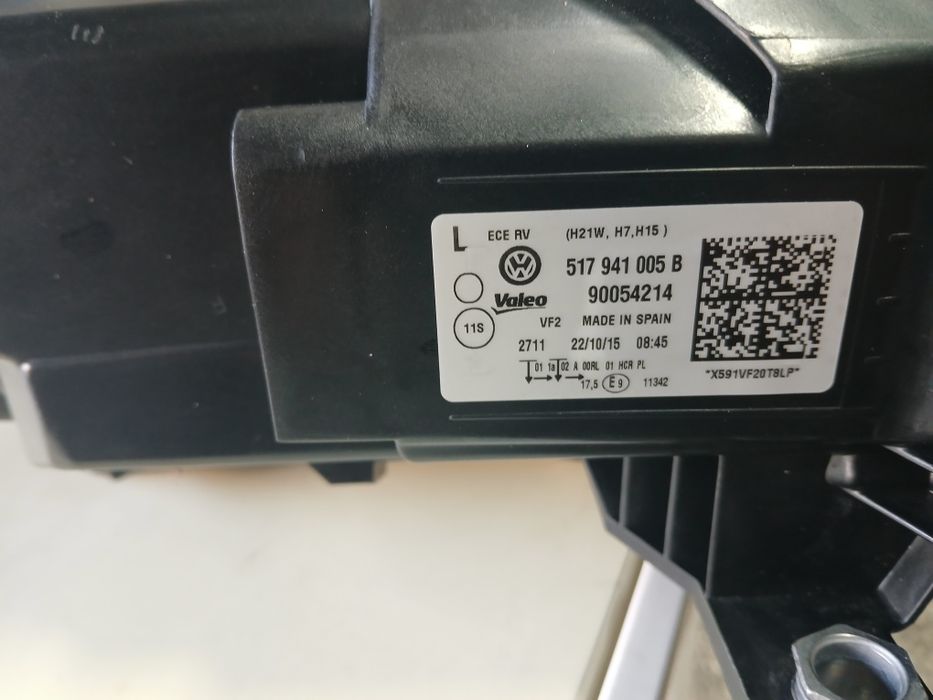 L ECE RV (H21W, H7,H15 )
517 941 005 B
Valeo 90054214
11S VF2 MADE IN SPAIN
2711 22/10/15 08:45
01 1a 02 A 00RL 01 HCR PL
17,5 E9 11342
*X591VF20T8LP*